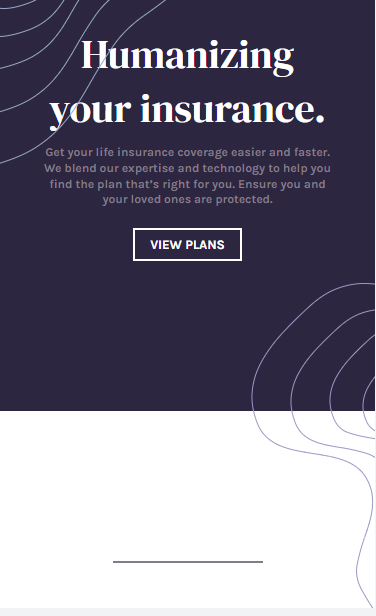 Humanizing
your insurance.
Get your life insurance coverage easier and faster.
We blend our expertise and technology to help you
find the plan that's right for you. Ensure you and
your loved ones are protected.
VIEW PLANS